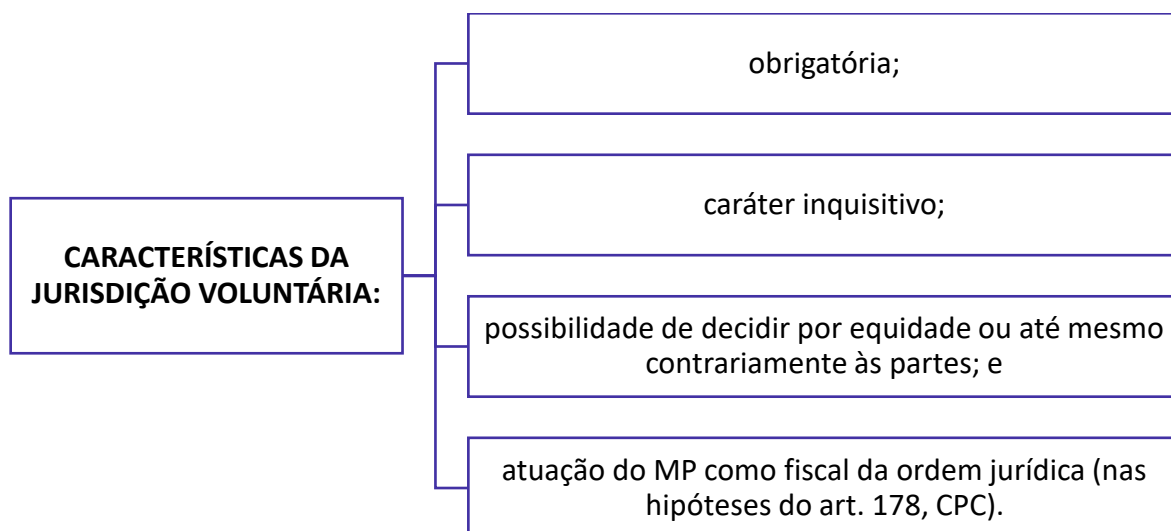 CARACTERÍSTICAS DA
JURISDIÇÃO VOLUNTÁRIA:
obrigatória;
caráter inquisitivo;
possibilidade de decidir por equidade ou até mesmo
contrariamente às partes; e
atuação do MP como fiscal da ordem jurídica (nas
hipóteses do art. 178, CPC).